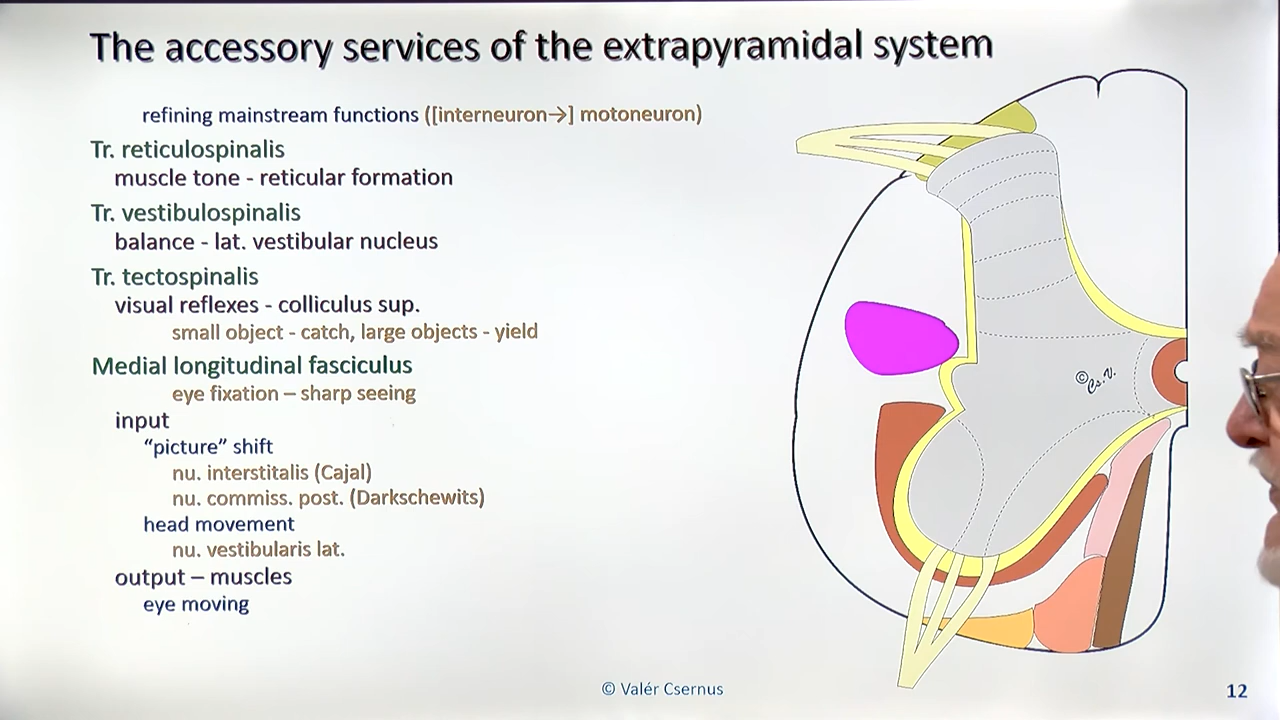 The accessory services of the extrapyramidal system
refining mainstream functions ([interneuron→] motoneuron)
Tr. reticulospinalis
muscle tone - reticular formation
Tr. vestibulospinalis
balance - lat. vestibular nucleus
Tr. tectospinalis
visual reflexes - colliculus sup.
small object - catch, large objects - yield
Medial longitudinal fasciculus
eye fixation – sharp seeing
input
“picture” shift
nu. interstitalis (Cajal)
nu. commiss. post. (Darkschewits)
head movement
nu. vestibularis lat.
output – muscles
eye moving
© Cs.V.
© Valér Csernus
12